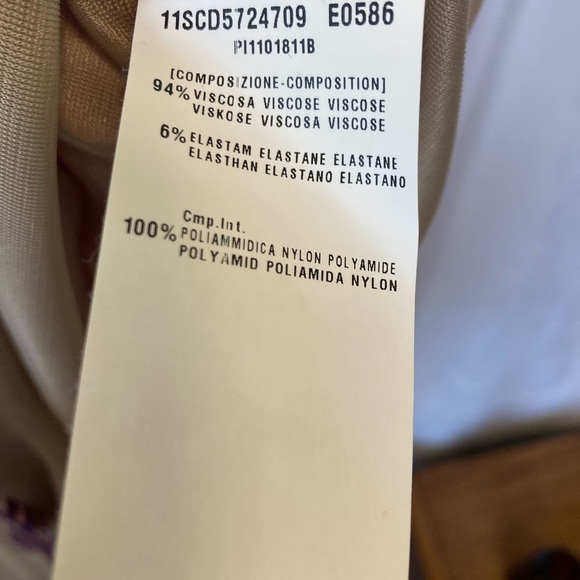 11SCD5724709 E0586
PI1101811B
[COMPOSIZIONE-COMPOSITION]
94% VISCOSA VISCOSE VISCOSE
VISKOSE VISCOSA VISCOSE
6% ELASTAM ELASTANE ELASTANE
ELASTHAN ELASTANO ELASTANO
Cmp.Int.
100% POLIAMMIDICA NYLON POLYAMIDE
POLYAMID POLIAMIDA NYLON